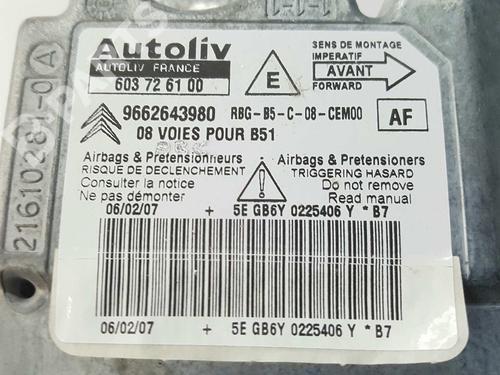 Autoliv
AUTOLIV FRANCE
603 72 61 00
E
SENS DE MONTAGE
IMPERATIF
AVANT
FORWARD
9662643980 RBG-B5-C-08-CEM00
08 VOIES POUR B51
AF
Airbags & Pretensionneurs
RISQUE DE DECLENCHEMENT
Consulter la notice
Ne pas démonter
Airbags & Pretensioners
TRIGGERING HASARD
Do not remove
Read manual
06/02/07 + 5E GB6Y 0225406 Y * B7
06/02/07 + 5E GB6Y 0225406 Y * B7
21610281-0 A